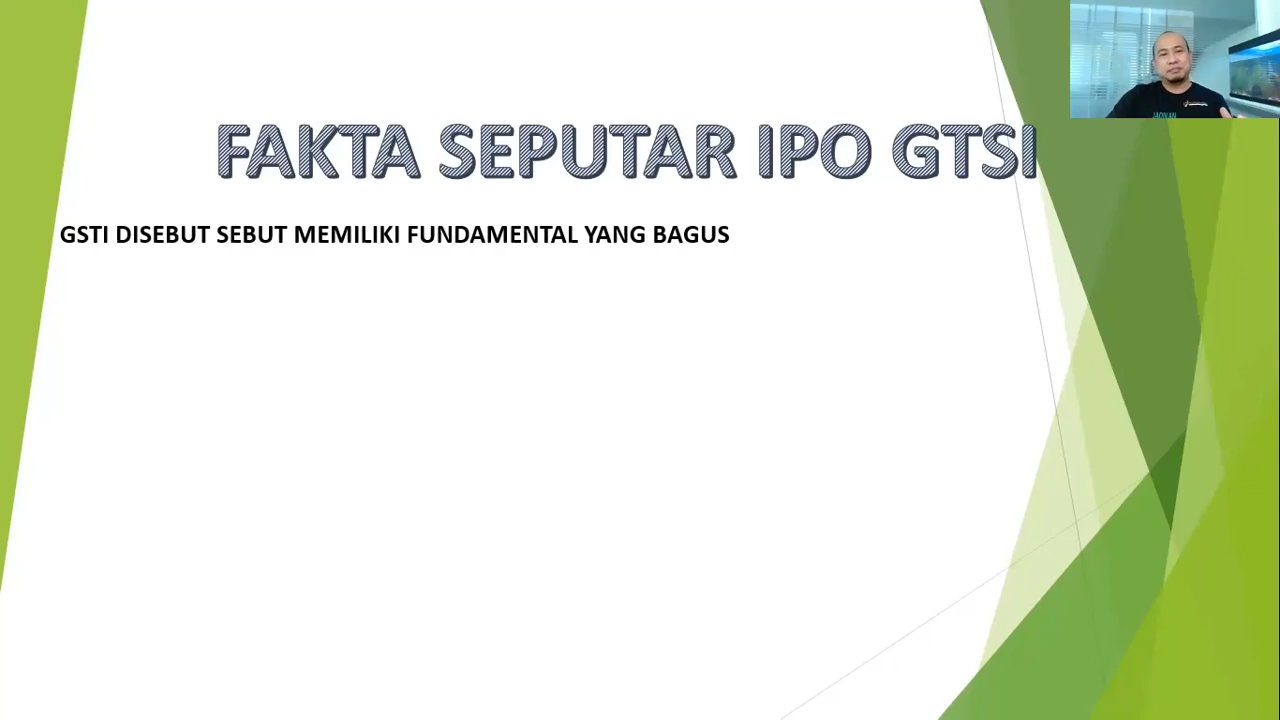 FAKTA SEPUTAR IPO GTSI
GSTI DISEBUT SEBUT MEMILIKI FUNDAMENTAL YANG BAGUS